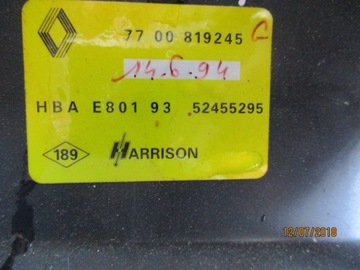 77 00 819245 G
14.6.94
HBA E801 93 52455295
189 HARRISON
12/07/2018